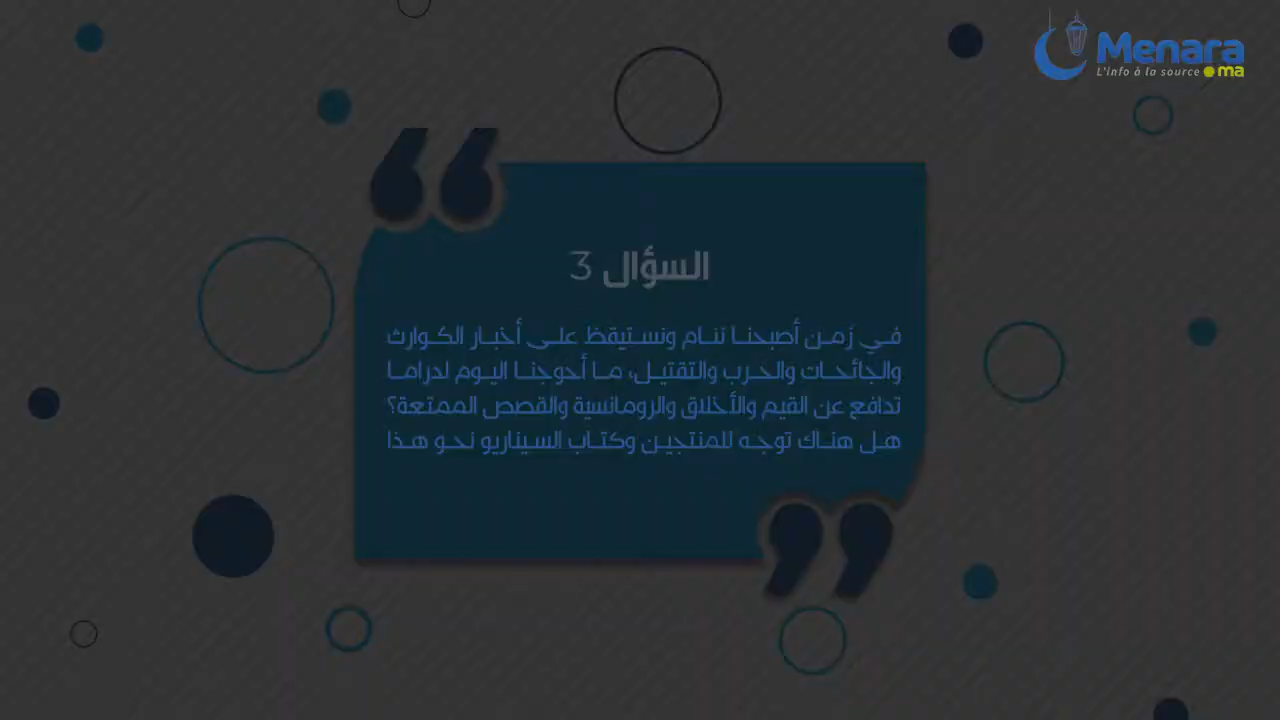 Menara
L'info à la source .ma
السؤال 3
في زمن أصبحنا ننام ونستيقظ على أخبار الكوارث
والجائحات والحرب والتقتيل، ما أحوجنا اليوم لدراما
تدافع عن القيم والأخلاق والرومانسية والقصص الممتعة؟
هل هناك توجه للمنتجين وكتاب السيناريو نحو هذا